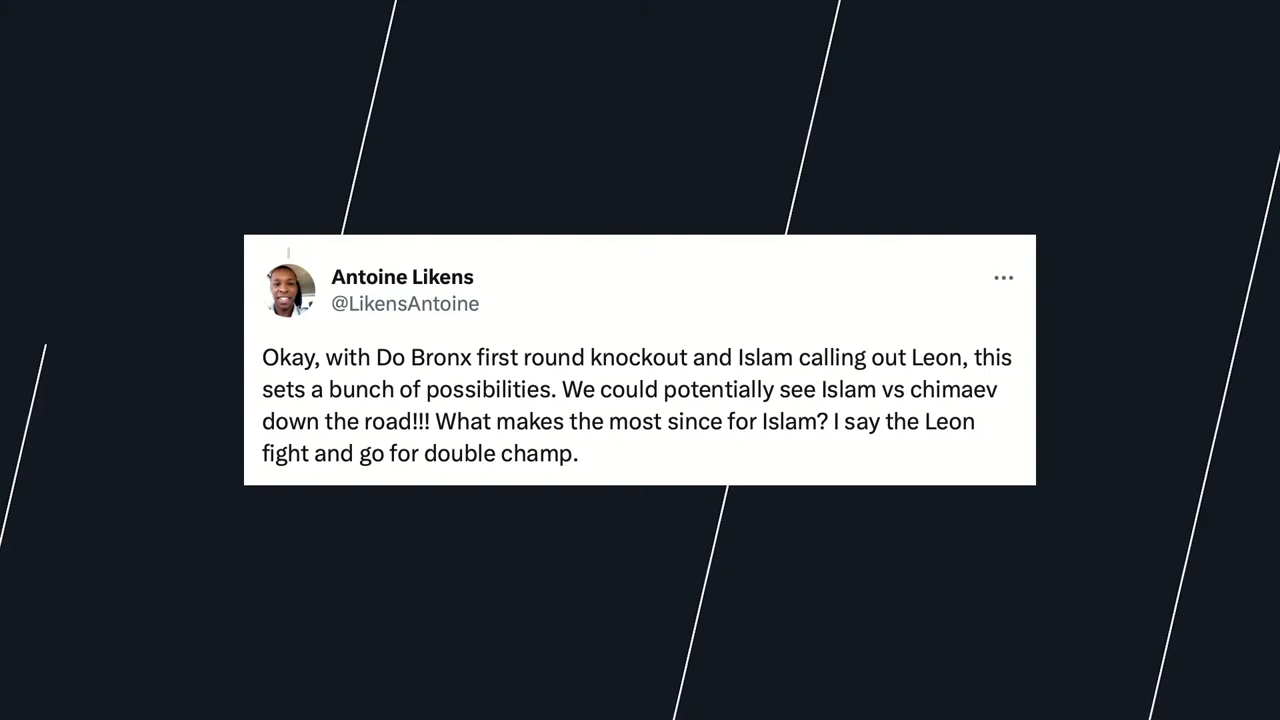 Antoine Likens
@LikensAntoine
Okay, with Do Bronx first round knockout and Islam calling out Leon, this
sets a bunch of possibilities. We could potentially see Islam vs chimaev
down the road!!! What makes the most since for Islam? I say the Leon
fight and go for double champ.